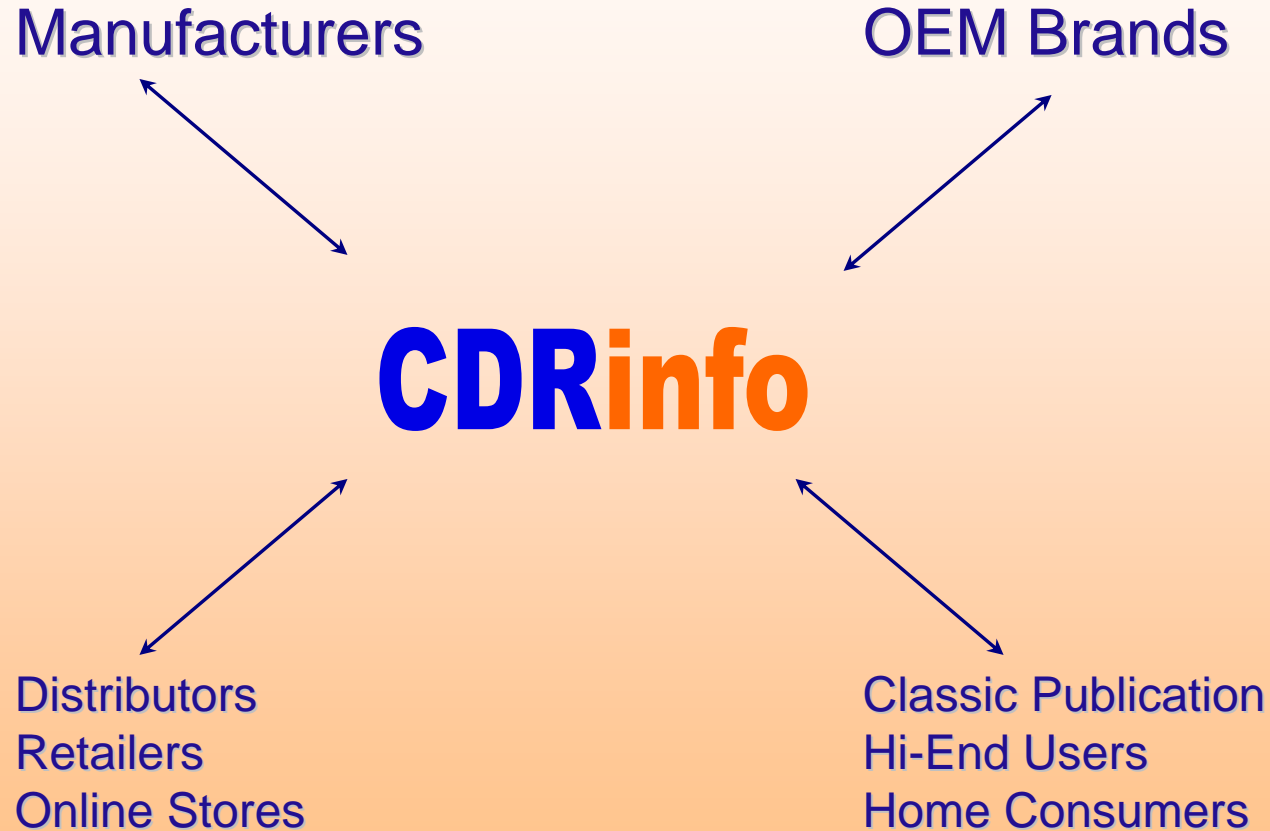 Manufacturers
OEM Brands
CDRinfo
Distributors
Retailers
Online Stores
Classic Publication
Hi-End Users
Home Consumers